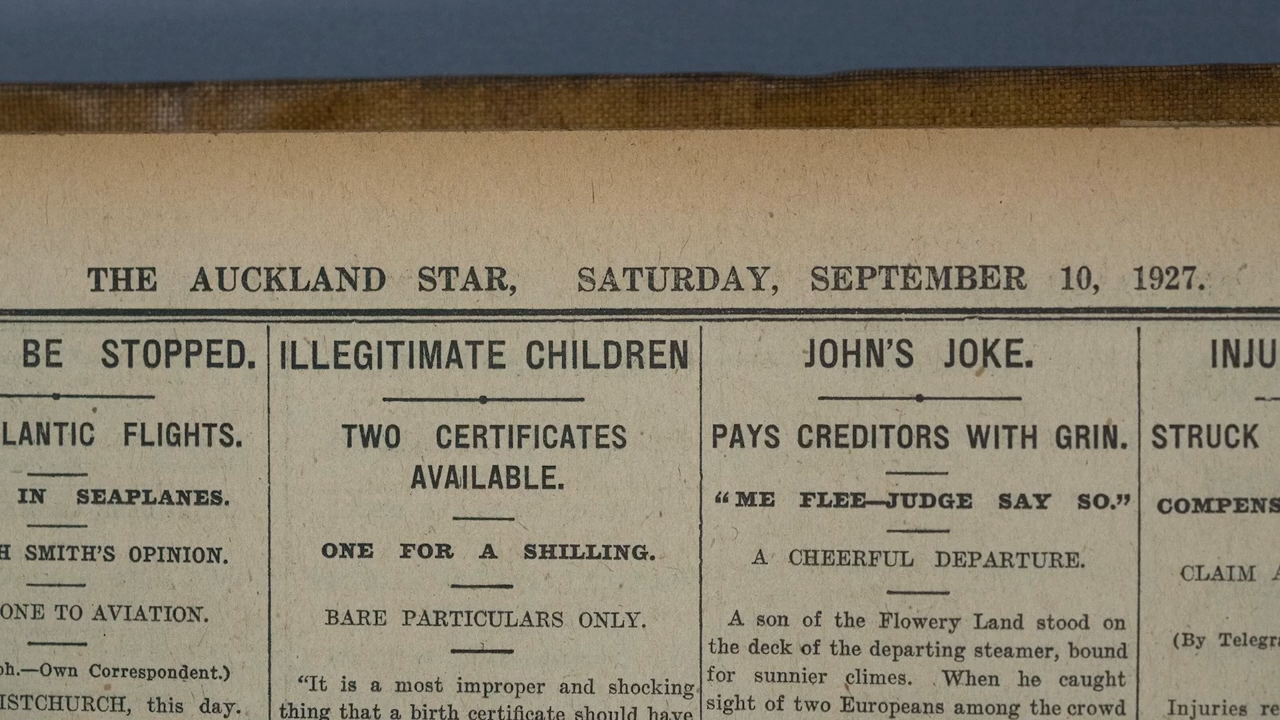 THE AUCKLAND STAR, SATURDAY, SEPTEMBER 10, 1927.
BE STOPPED.
LANTIC FLIGHTS.
IN SEAPLANES.
H SMITH'S OPINION.
ONE TO AVIATION.
ph.—Own Correspondent.)
ISTCHURCH, this day.
ILLEGITIMATE CHILDREN
TWO CERTIFICATES
AVAILABLE.
ONE FOR A SHILLING.
BARE PARTICULARS ONLY.
"It is a most improper and shocking
thing that a birth certificate should have
JOHN'S JOKE.
PAYS CREDITORS WITH GRIN.
"ME FLEE—JUDGE SAY SO."
A CHEERFUL DEPARTURE.
A son of the Flowery Land stood on
the deck of the departing steamer, bound
for sunnier climes. When he caught
sight of two Europeans among the crowd
INJU
STRUCK
COMPENS
CLAIM A
(By Telegra
Injuries re